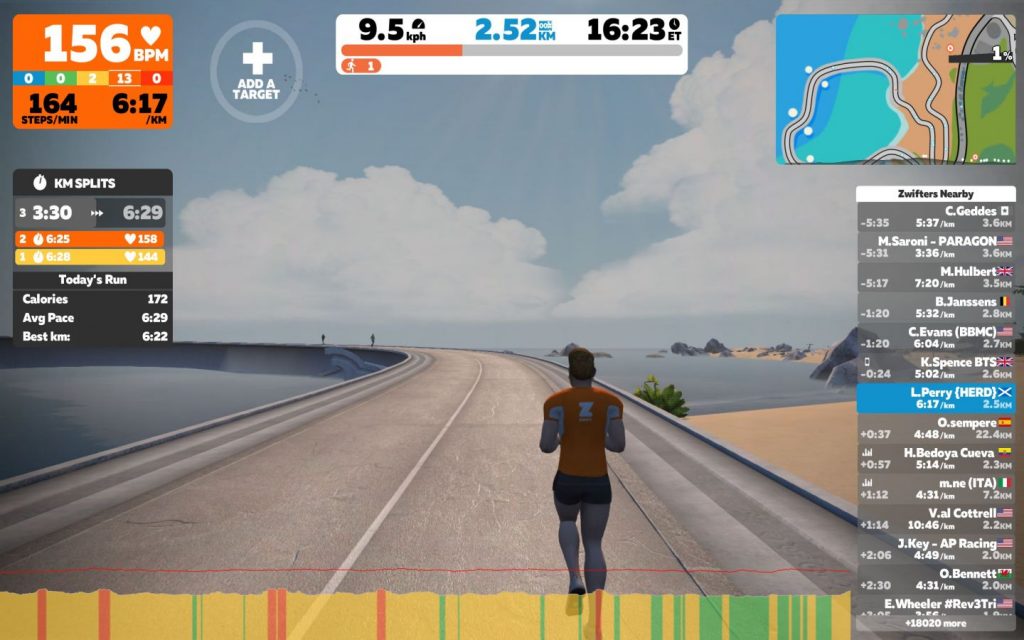 156 BPM
0 0 2 13 0
164 6:17
STEPS/MIN /KM
ADD A
TARGET
9.5 kph 2.52 KM 16:23 ET
1
1%
KM SPLITS
3 3:30 6:29
2 6:25 158
1 6:28 144
Today's Run
Calories 172
Avg Pace 6:29
Best km: 6:22
Z
Zwifters Nearby
C.Geddes
-5:35 5:37/km 3.6KM
M.Saroni - PARAGON
-5:31 3:36/km 3.6KM
M.Hulbert
-5:17 7:20/km 3.5KM
B.Janssens
-1:20 5:32/km 2.8KM
C.Evans (BBMC)
-1:20 6:04/km 2.7KM
K.Spence BTS
-0:24 5:02/km 2.6KM
L.Perry {HERD}
6:17/km 2.5KM
O.sempere
+0:37 4:48/km 22.4KM
H.Bedoya Cueva
+0:57 5:14/km 2.3KM
m.ne (ITA)
+1:12 4:31/km 7.2KM
V.al Cottrell
+1:14 10:46/km 2.2KM
J.Key - AP Racing
+2:06 4:49/km 2.0KM
O.Bennett
+2:30 4:31/km 2.0KM
E.Wheeler #Rev3Tri
+18020 more